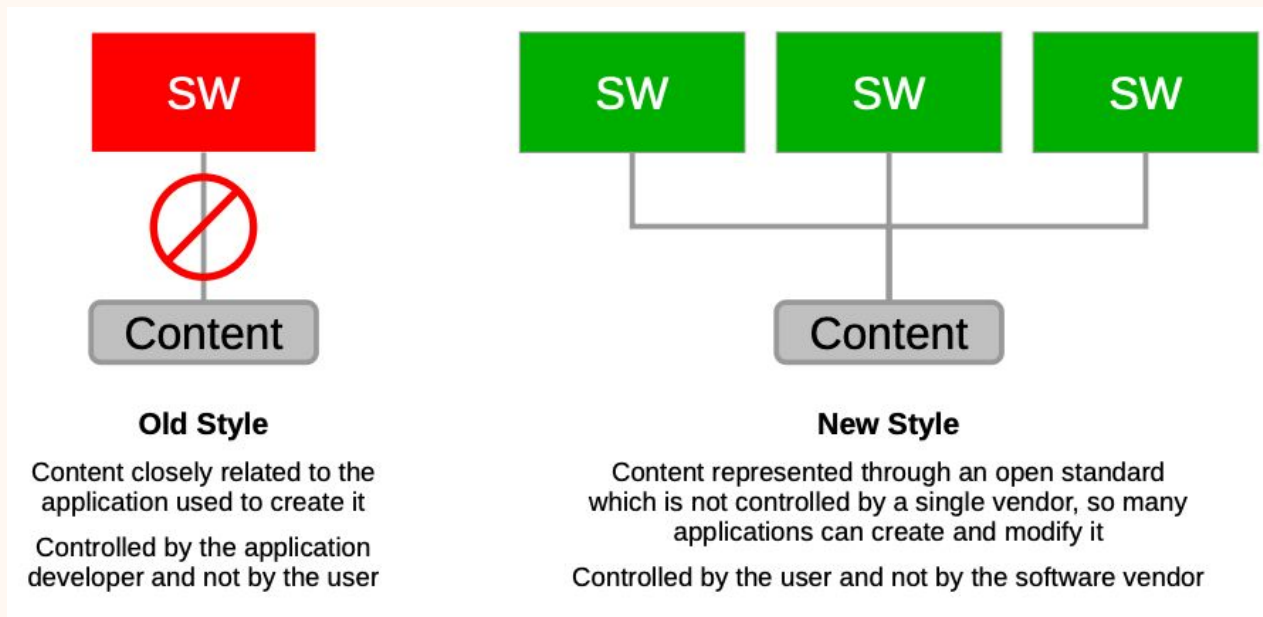 SW
Content
Old Style
Content closely related to the
application used to create it
Controlled by the application
developer and not by the user
SW
SW
SW
Content
New Style
Content represented through an open standard
which is not controlled by a single vendor, so many
applications can create and modify it
Controlled by the user and not by the software vendor